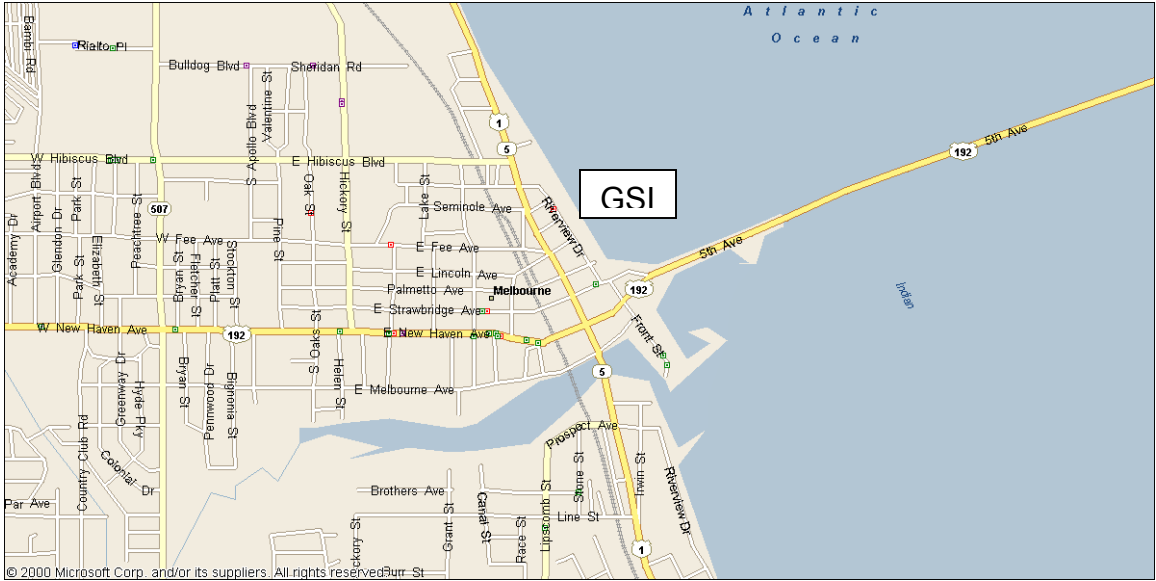 Atlantic
Ocean
Bambi Rd
Rialto Pl
Bulldog Blvd
Sheridan Rd
Valentine St
S Apollo Blvd
1
5
192
5th Ave
W Hibiscus Blvd
E Hibiscus Blvd
Airport Blvd
Park St
Oak St
Hickory St
Lake St
Seminole Ave
Riverview Dr
GSI
507
Academy Dr
Glendon Dr
Peachtree St
Pine St
W Fee Ave
E Fee Ave
5th Ave
Park St
Elizabeth St
Bryan St
Fletcher St
Platt St
Stockton St
E Lincoln Ave
Palmetto Ave
Melbourne
192
Indian
E Strawbridge Ave
W New Haven Ave
192
E New Haven Ave
Front St
S Oaks St
Helen St
5
Greenway Dr
Hyde Pky
Bryan St
Pennwood Dr
Bignonia St
E Melbourne Ave
Country Club Rd
Prospect Ave
Colonial Dr
Stone St
Irwin St
Riverview Dr
Par Ave
Brothers Ave
Grant St
Canal St
Lipscomb St
Line St
ckory St
Race St
1
© 2000 Microsoft Corp. and/or its suppliers. All rights reserved.
urr St